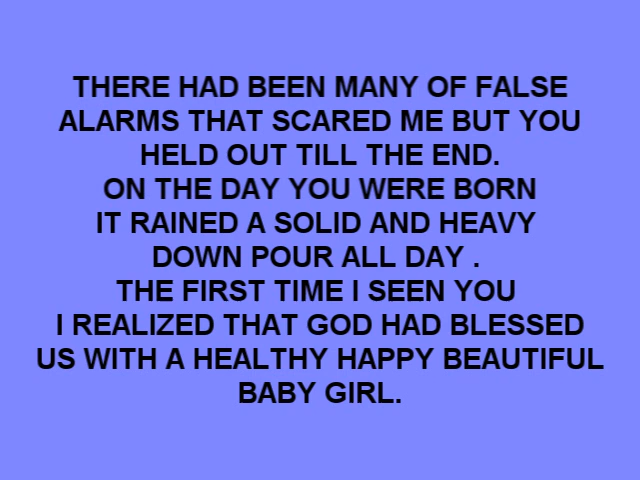 THERE HAD BEEN MANY OF FALSE
ALARMS THAT SCARED ME BUT YOU
HELD OUT TILL THE END.
ON THE DAY YOU WERE BORN
IT RAINED A SOLID AND HEAVY
DOWN POUR ALL DAY .
THE FIRST TIME I SEEN YOU
I REALIZED THAT GOD HAD BLESSED
US WITH A HEALTHY HAPPY BEAUTIFUL
BABY GIRL.